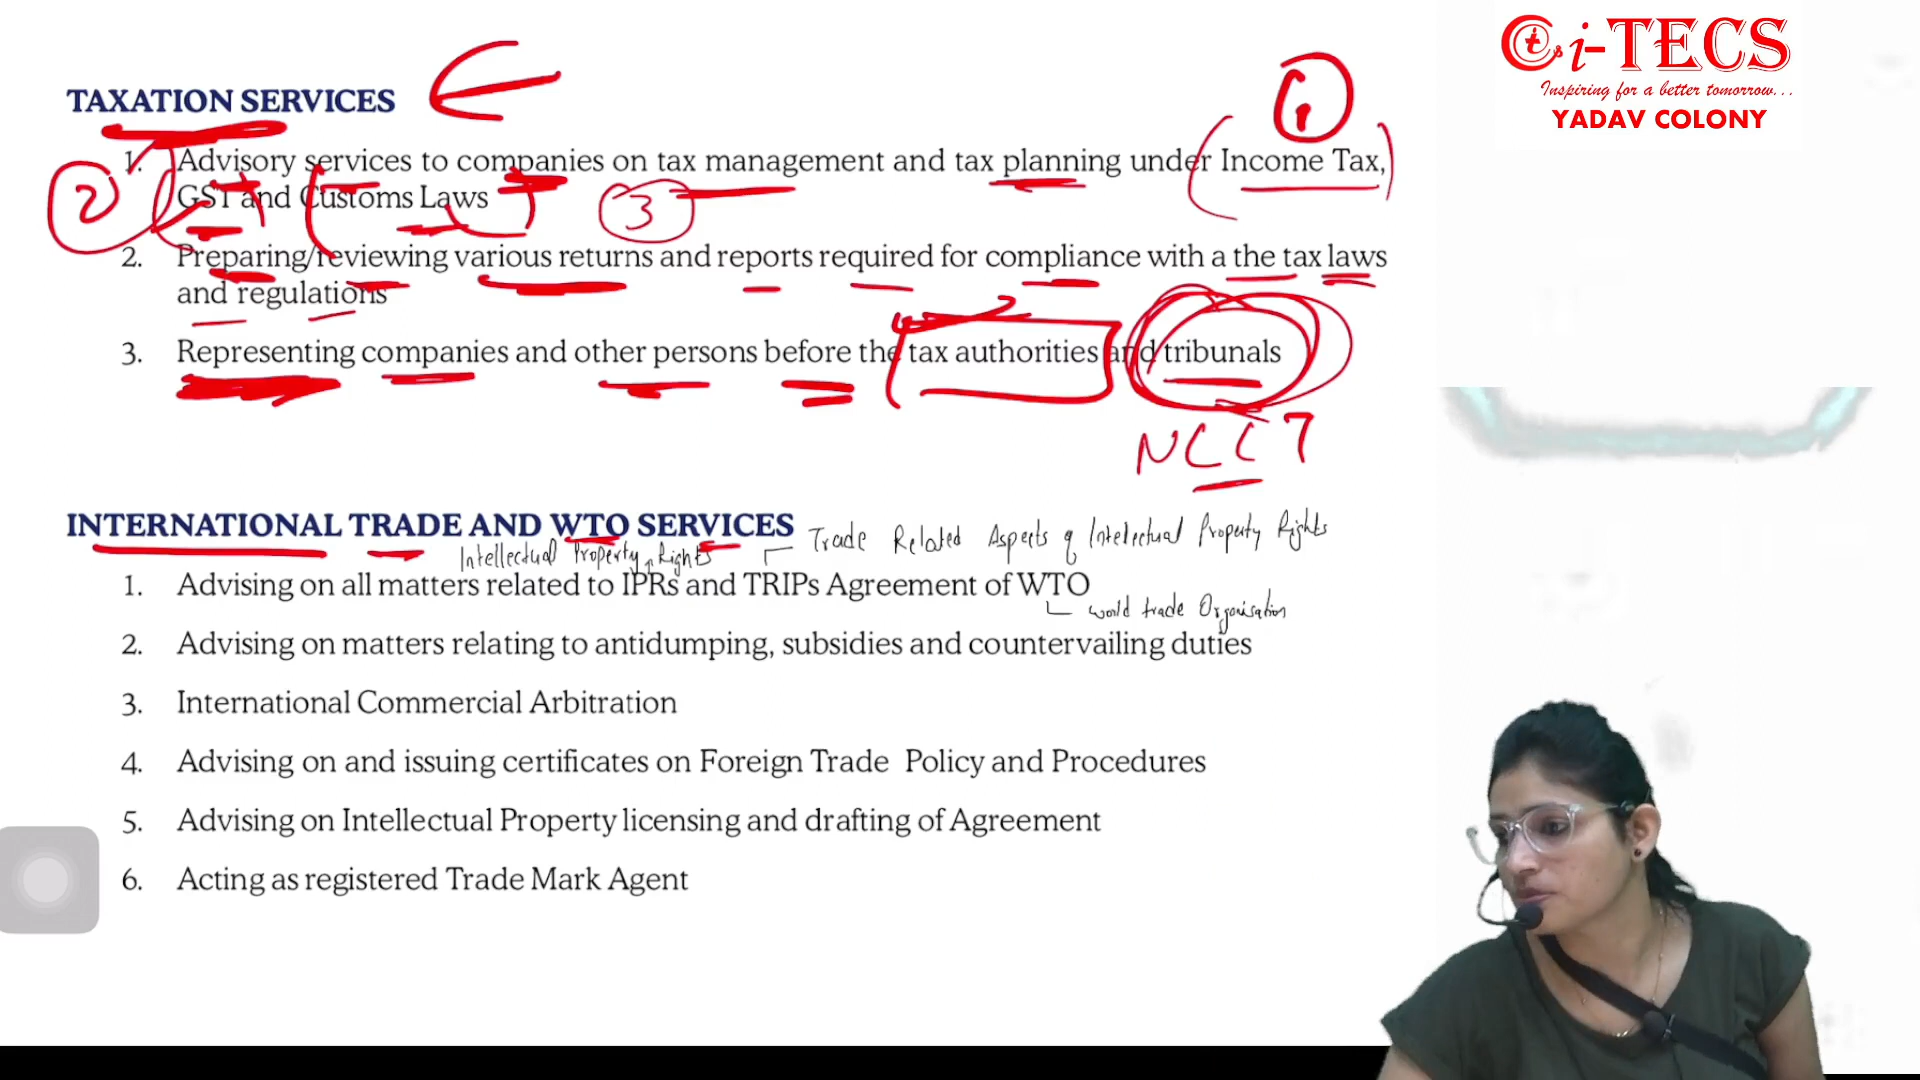 i-TECS
Inspiring for a better tomorrow...
YADAV COLONY
TAXATION SERVICES
1
1. Advisory services to companies on tax management and tax planning under Income Tax,
2
GST and Customs Laws
3
2. Preparing/reviewing various returns and reports required for compliance with a the tax laws
and regulations
3. Representing companies and other persons before the tax authorities and tribunals
NCLT
INTERNATIONAL TRADE AND WTO SERVICES
Trade Related Aspects of Intelectual Property Rights
Intellectual Property Rights
1. Advising on all matters related to IPRs and TRIPs Agreement of WTO
World trade Organisation
2. Advising on matters relating to antidumping, subsidies and countervailing duties
3. International Commercial Arbitration
4. Advising on and issuing certificates on Foreign Trade Policy and Procedures
5. Advising on Intellectual Property licensing and drafting of Agreement
6. Acting as registered Trade Mark Agent